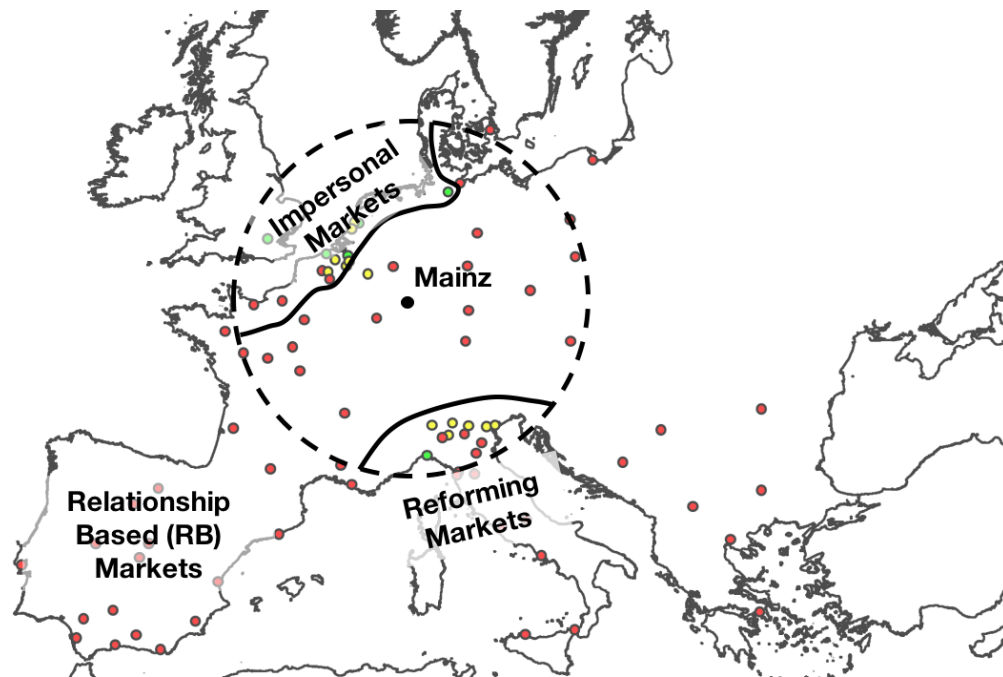 Impersonal
Markets
Mainz
Relationship
Based (RB)
Markets
Reforming
Markets